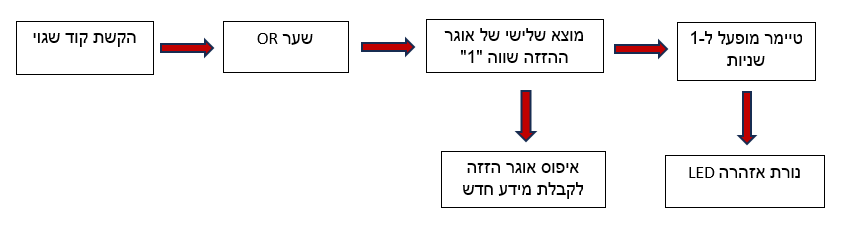 הקשת קוד שגוי
שער OR
מוצא שלישי של אוגר
ההזזה שווה "1"
טיימר מופעל ל-1
שניות
איפוס אוגר הזזה
לקבלת מידע חדש
נורת אזהרה LED